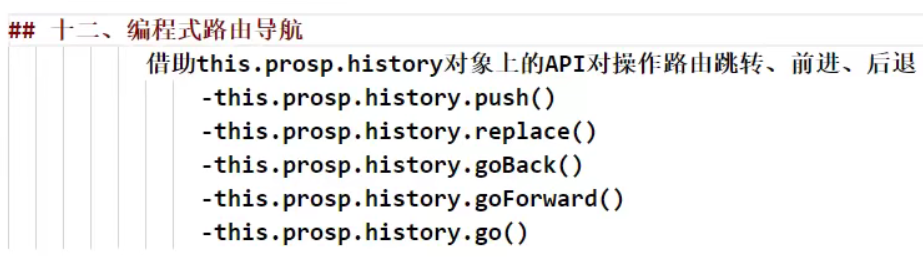 ## 十二、编程式路由导航
借助this.prosp.history对象上的API对操作路由跳转、前进、后退
-this.prosp.history.push()
-this.prosp.history.replace()
-this.prosp.history.goBack()
-this.prosp.history.goForward()
-this.prosp.history.go()